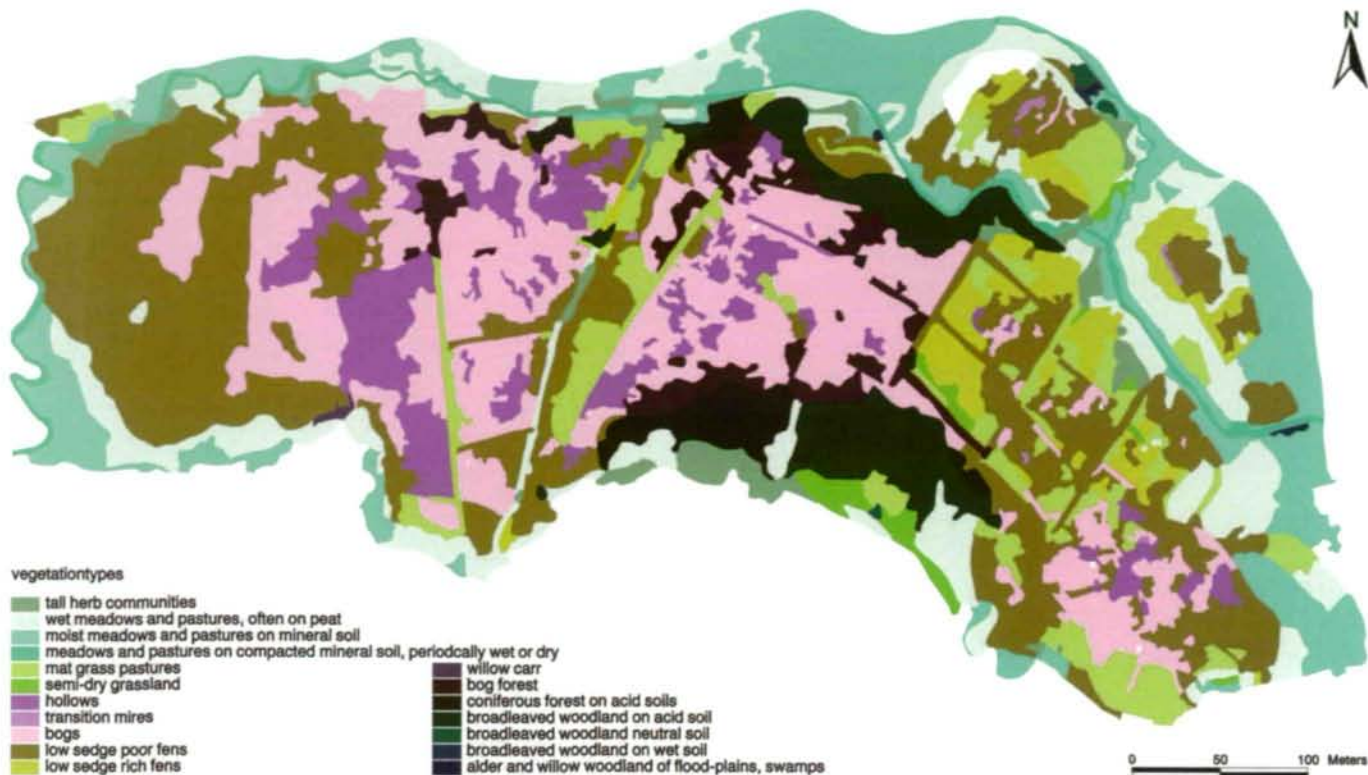 N
vegetationtypes
tall herb communities
wet meadows and pastures, often on peat
moist meadows and pastures on mineral soil
meadows and pastures on compacted mineral soil, periodcally wet or dry
mat grass pastures
semi-dry grassland
hollows
transition mires
bogs
low sedge poor fens
low sedge rich fens
willow carr
bog forest
coniferous forest on acid soils
broadleaved woodland on acid soil
broadleaved woodland neutral soil
broadleaved woodland on wet soil
alder and willow woodland of flood-plains, swamps
0 50 100 Meters